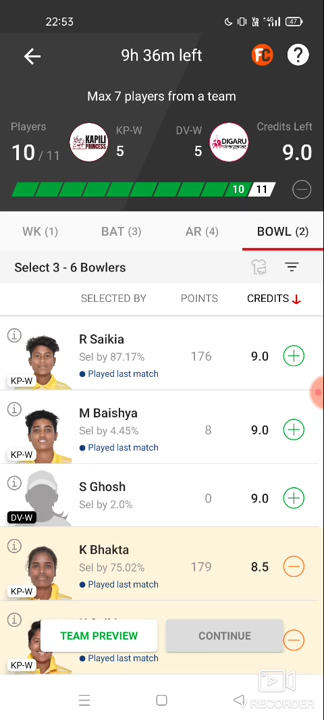 22:53
47
9h 36m left
FC
?
Max 7 players from a team
Players
KP-W
DV-W
Credits Left
10 / 11
KAPILI
PRINCESS
5
5
DIGARU
9.0
10
11
WK (1)
BAT (3)
AR (4)
BOWL (2)
Select 3 - 6 Bowlers
SELECTED BY
POINTS
CREDITS
R Saikia
Sel by 87.17%
176
9.0
Played last match
KP-W
M Baishya
Sel by 4.45%
8
9.0
Played last match
KP-W
S Ghosh
Sel by 2.0%
0
9.0
DV-W
K Bhakta
Sel by 75.02%
179
8.5
Played last match
KP-W
TEAM PREVIEW
CONTINUE
Played last match
KP-W
RECORDER